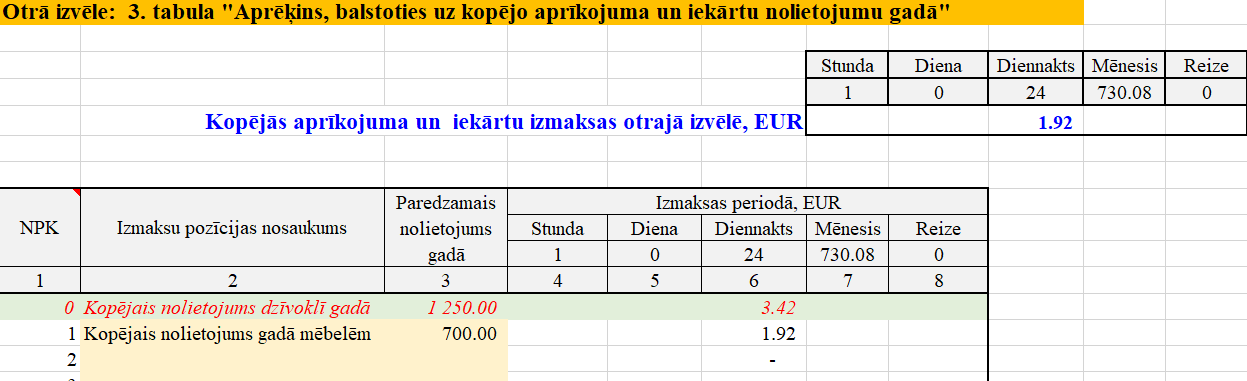 Otrā izvēle:  3. tabula "Aprēķins, balstoties uz kopējo aprīkojuma un iekārtu nolietojumu gadā"
Stunda Diena Diennakts Mēnesis Reize
1 0 24 730.08 0
Kopējās aprīkojuma un  iekārtu izmaksas otrajā izvēlē, EUR 1.92
NPK Izmaksu pozīcijas nosaukums Paredzamais nolietojums gadā Izmaksas periodā, EUR
Stunda Diena Diennakts Mēnesis Reize
1 0 24 730.08 0
1 2 3 4 5 6 7 8
0 Kopējais nolietojums dzīvoklī gadā 1 250.00 3.42
1 Kopējais nolietojums gadā mēbelēm 700.00 1.92
2 -